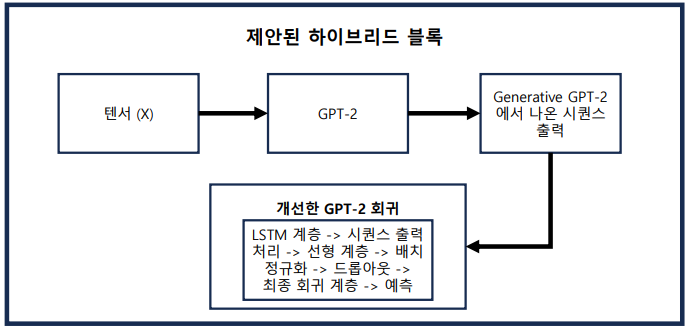 제안된 하이브리드 블록
텐서 (X)
GPT-2
Generative GPT-2
에서 나온 시퀀스
출력
개선한 GPT-2 회귀
LSTM 계층 -> 시퀀스 출력
처리 -> 선형 계층 -> 배치
정규화 -> 드롭아웃 ->
최종 회귀 계층 -> 예측